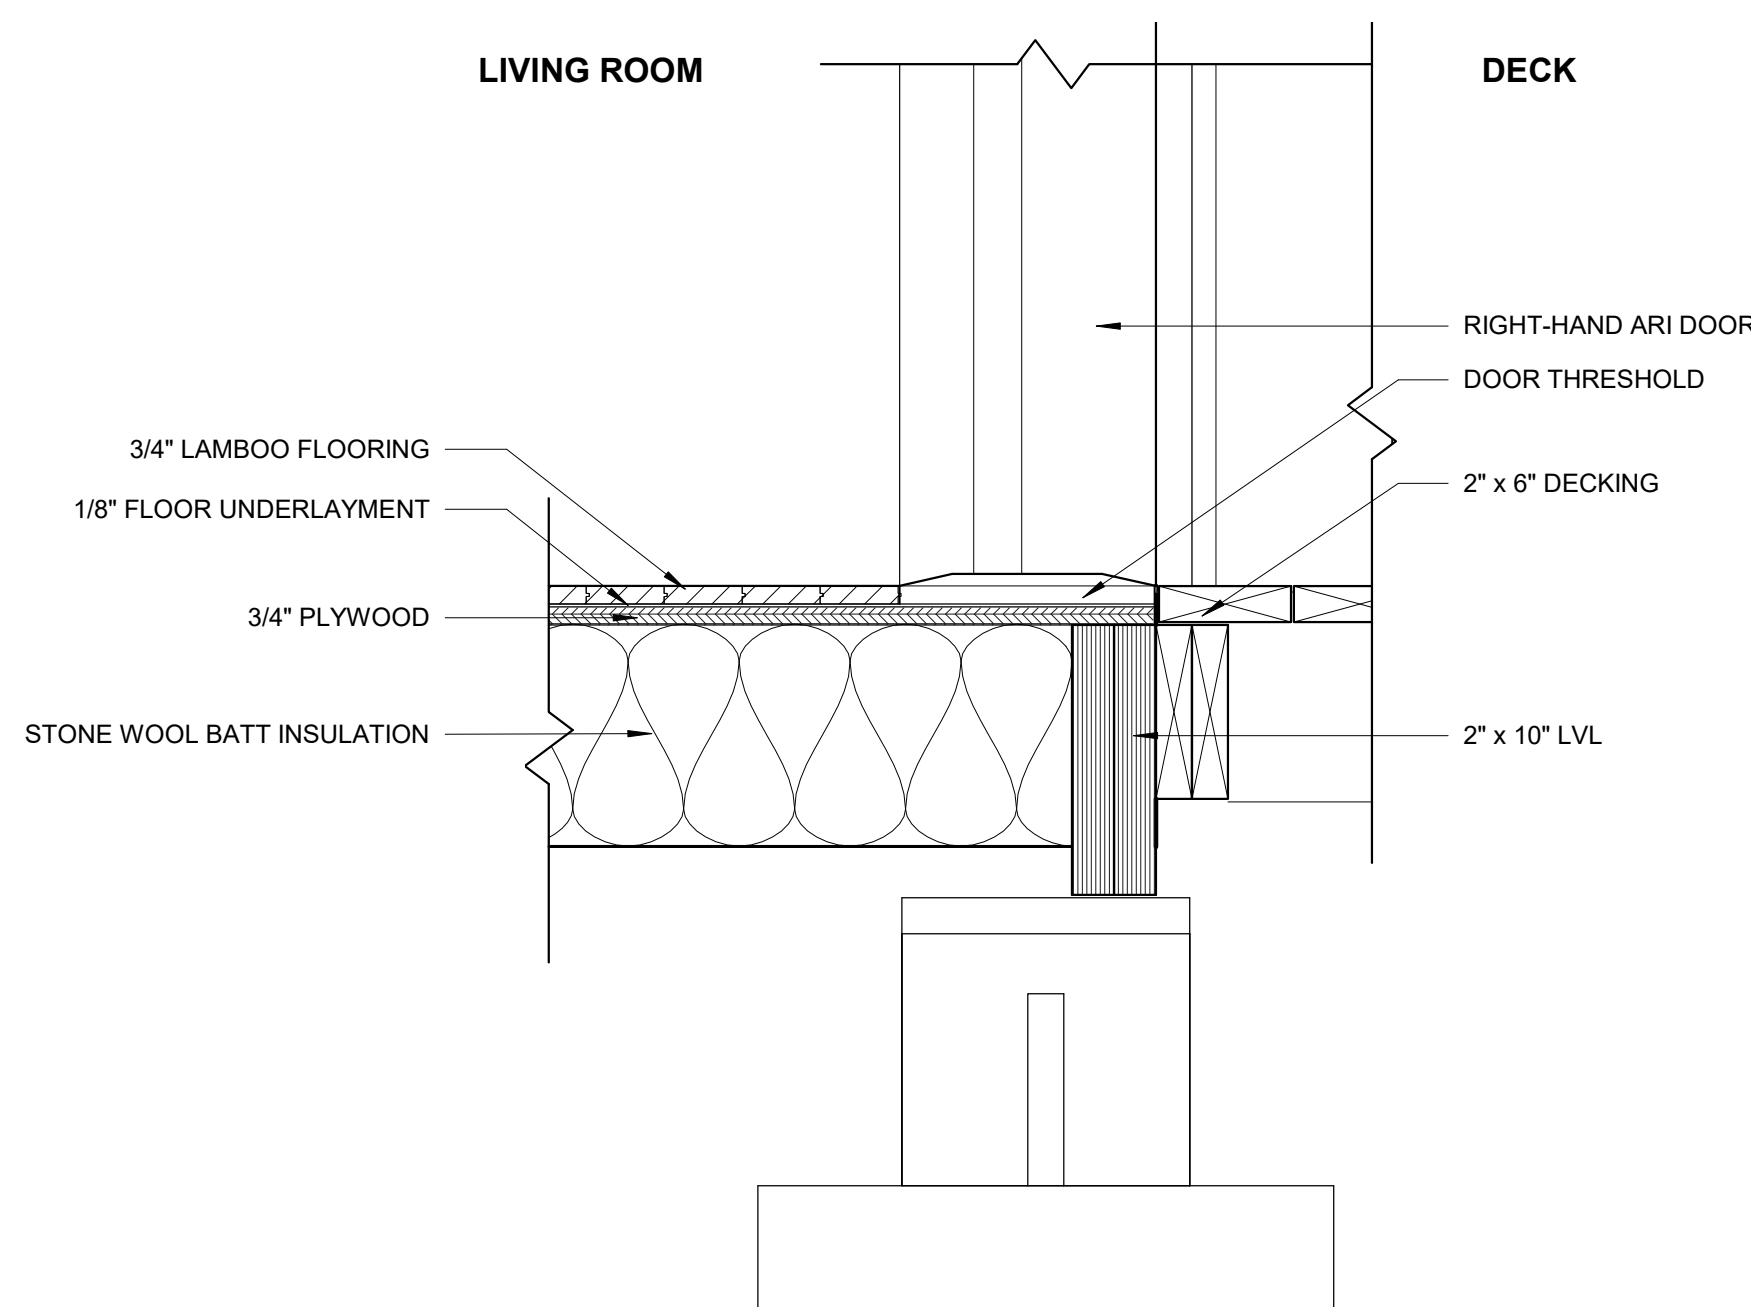 LIVING ROOM
DECK
RIGHT-HAND ARI DOOR
DOOR THRESHOLD
3/4" LAMBOO FLOORING
2" x 6" DECKING
1/8" FLOOR UNDERLAYMENT
3/4" PLYWOOD
STONE WOOL BATT INSULATION
2" x 10" LVL